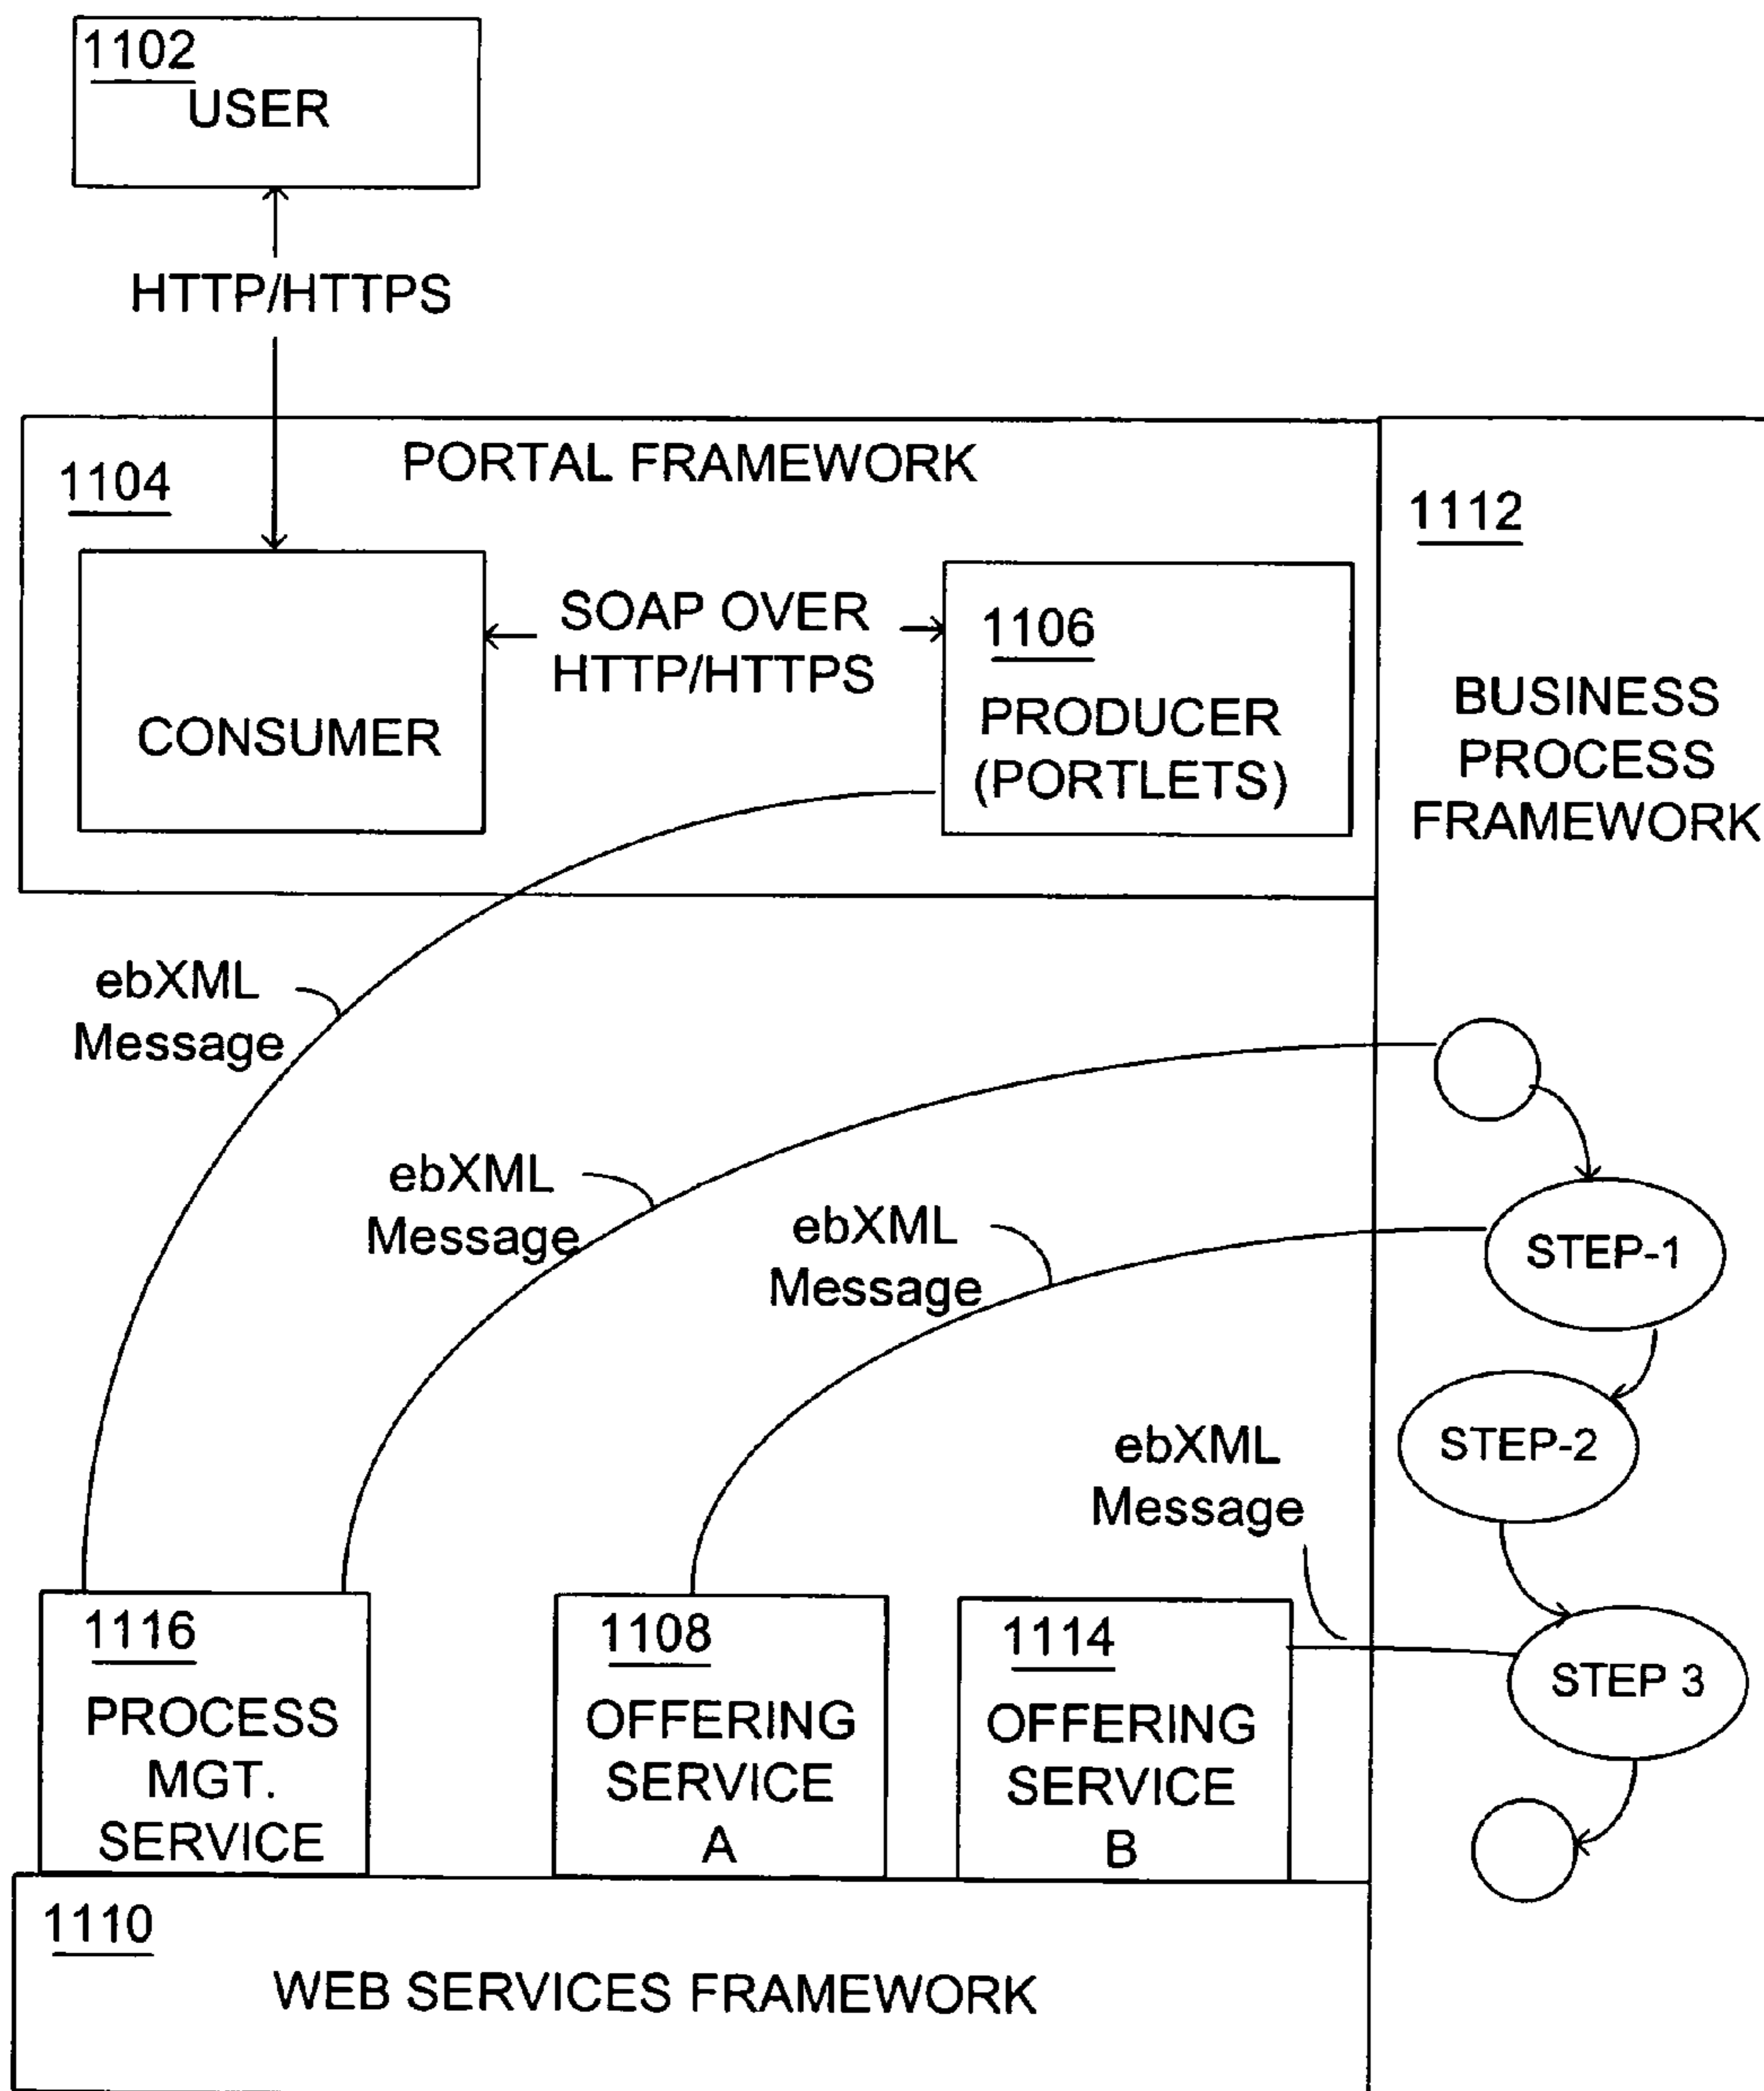 1102
USER
HTTP/HTTPS
PORTAL FRAMEWORK
1104
CONSUMER
SOAP OVER
HTTP/HTTPS
1106
PRODUCER
(PORTLETS)
1112
BUSINESS
PROCESS
FRAMEWORK
ebXML
Message
ebXML
Message
ebXML
Message
ebXML
Message
STEP-1
STEP-2
STEP 3
1116
PROCESS
MGT.
SERVICE
1108
OFFERING
SERVICE
A
1114
OFFERING
SERVICE
B
1110
WEB SERVICES FRAMEWORK